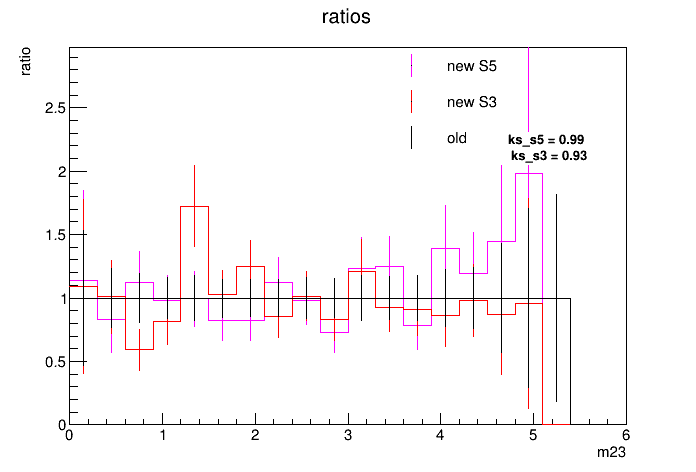 ratios
ratio
new S5
new S3
old
ks_s5 = 0.99
ks_s3 = 0.93
2.5
2
1.5
1
0.5
0
0 1 2 3 4 5 6
m23